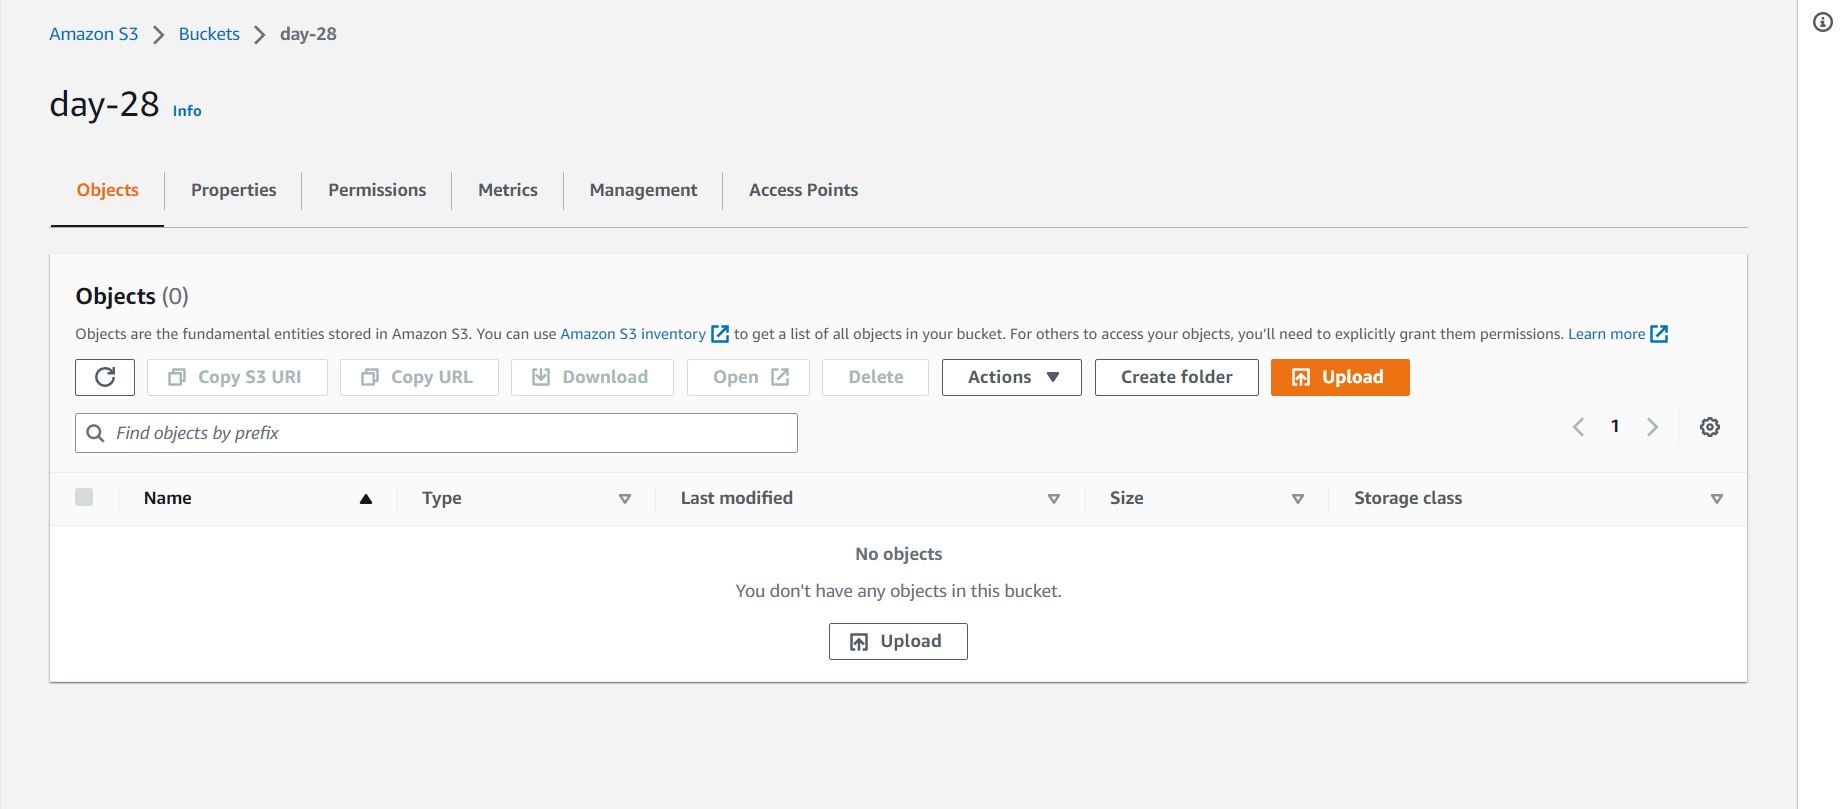 Amazon S3 Buckets day-28
day-28 Info
Objects Properties Permissions Metrics Management Access Points
Objects (0)
Objects are the fundamental entities stored in Amazon S3. You can use Amazon S3 inventory to get a list of all objects in your bucket. For others to access your objects, you’ll need to explicitly grant them permissions. Learn more
Copy S3 URI Copy URL Download Open Delete Actions Create folder Upload
Find objects by prefix 1
Name Type Last modified Size Storage class
No objects
You don't have any objects in this bucket.
Upload